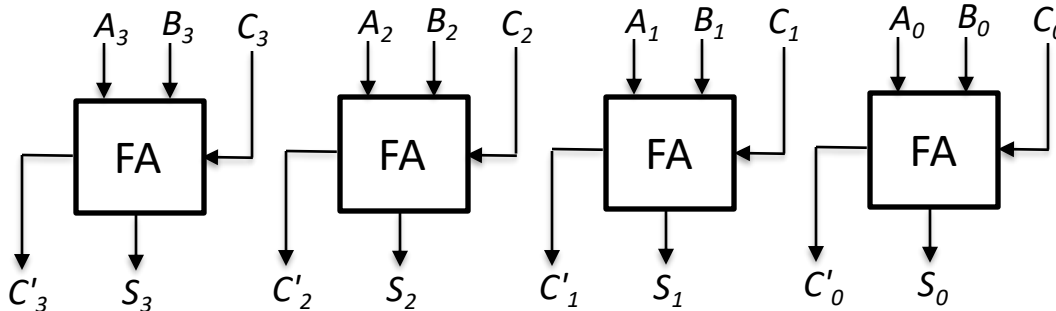 A₃ B₃ C₃ A₂ B₂ C₂ A₁ B₁ C₁ A₀ B₀ C₀
FA FA FA FA
C'₃ S₃ C'₂ S₂ C'₁ S₁ C'₀ S₀